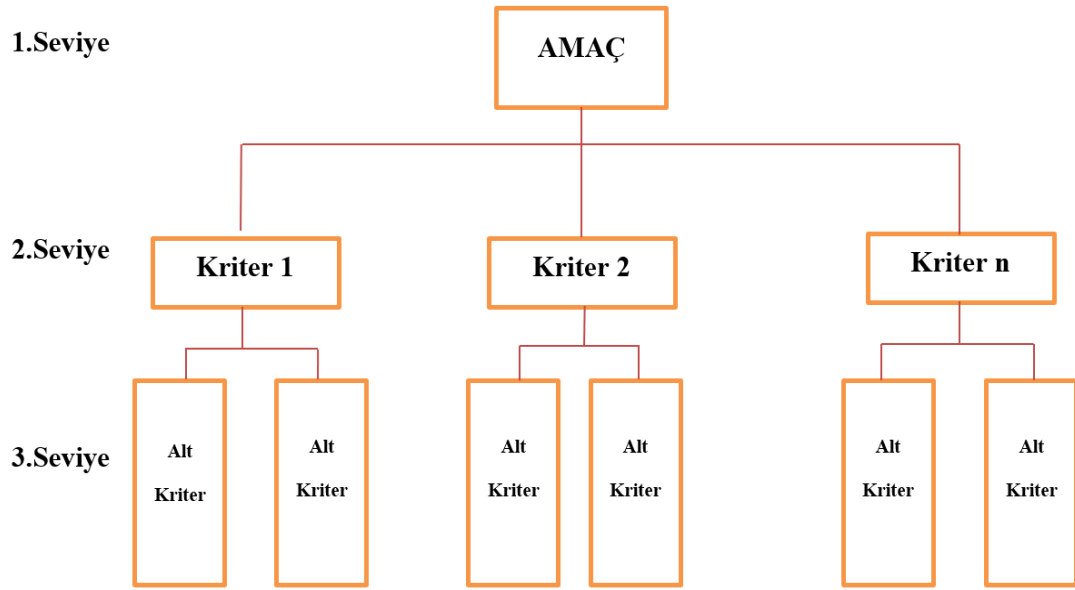 1.Seviye
AMAÇ
2.Seviye
Kriter 1
Kriter 2
Kriter n
3.Seviye
Alt
Kriter
Alt
Kriter
Alt
Kriter
Alt
Kriter
Alt
Kriter
Alt
Kriter